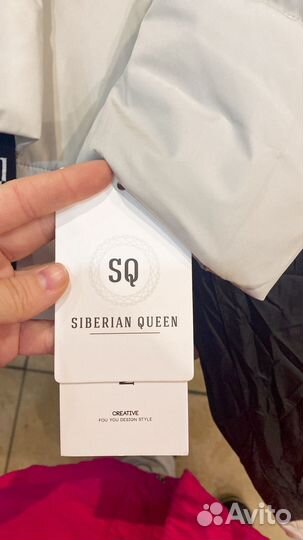 SQ
SIBERIAN QUEEN
CREATIVE
FOU YOU DESIGN STYLE
Avito